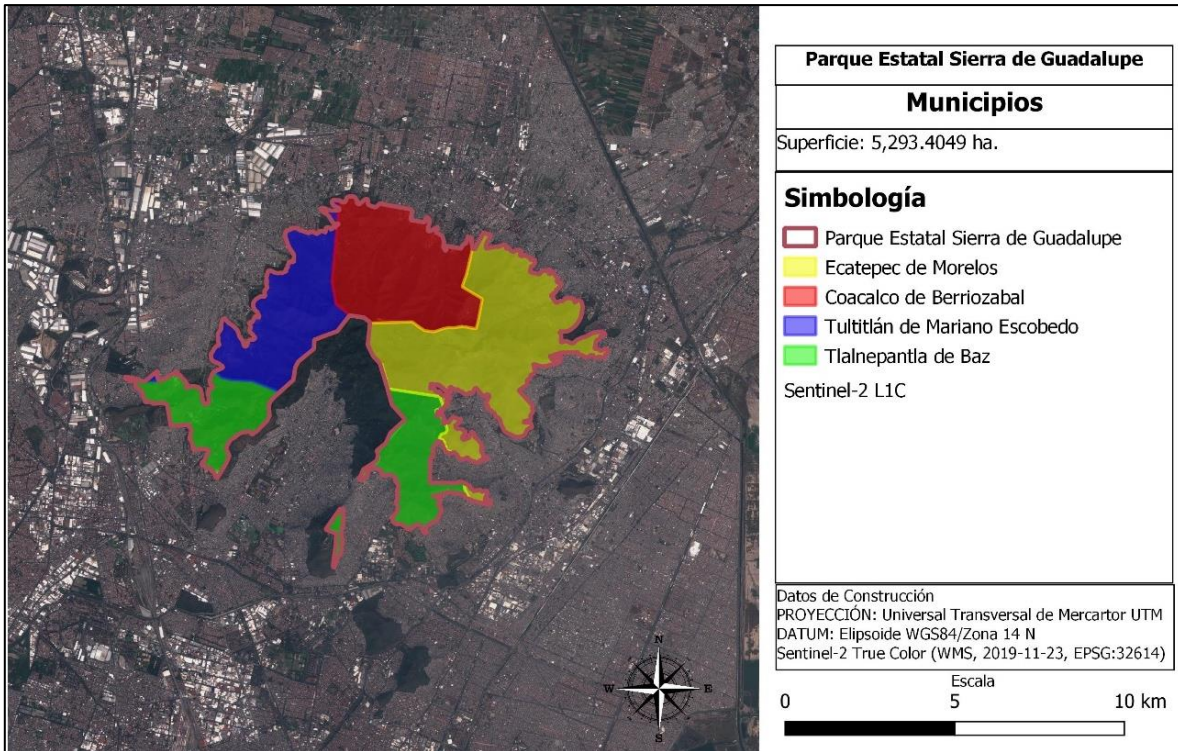 Parque Estatal Sierra de Guadalupe
Municipios
Superficie: 5,293.4049 ha.
Simbología
Parque Estatal Sierra de Guadalupe
Ecatepec de Morelos
Coacalco de Berriozabal
Tultitlán de Mariano Escobedo
Tlalnepantla de Baz
Sentinel-2 L1C
Datos de Construcción
PROYECCIÓN: Universal Transversal de Mercartor UTM
DATUM: Elipsoide WGS84/Zona 14 N
Sentinel-2 True Color (WMS, 2019-11-23, EPSG:32614)
Escala
0 5 10 km
N
W E
S